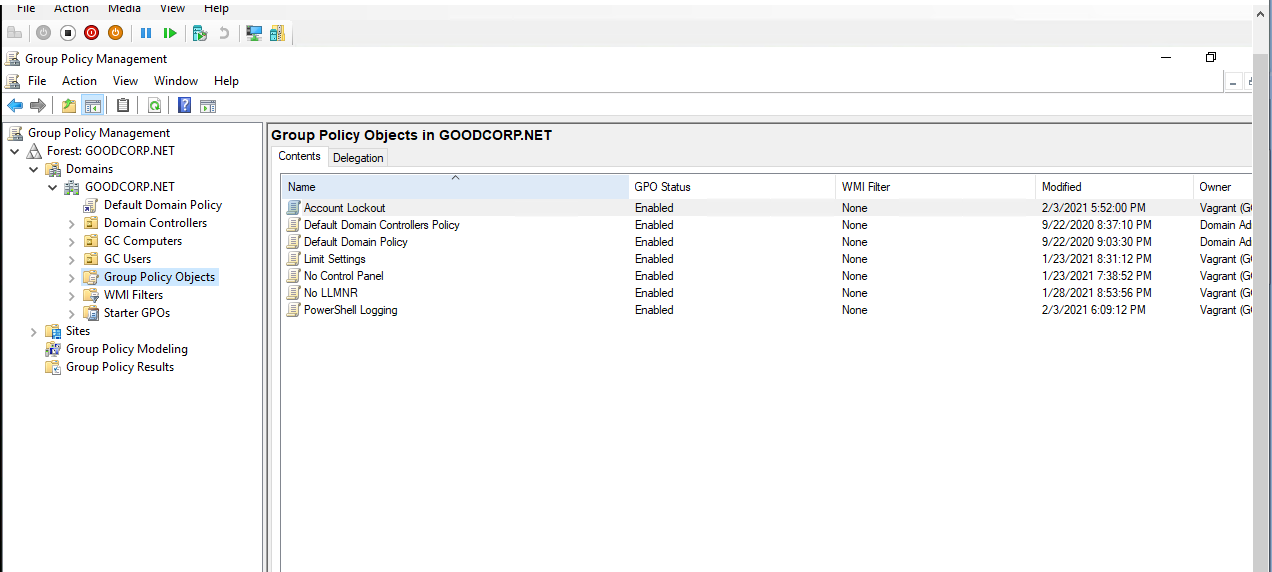 File Action Media View Help
Group Policy Management
File Action View Window Help
Group Policy Management
Forest: GOODCORP.NET
Domains
GOODCORP.NET
Default Domain Policy
Domain Controllers
GC Computers
GC Users
Group Policy Objects
WMI Filters
Starter GPOs
Sites
Group Policy Modeling
Group Policy Results
Group Policy Objects in GOODCORP.NET
Contents Delegation
Name GPO Status WMI Filter Modified Owner
Account Lockout Enabled None 2/3/2021 5:52:00 PM Vagrant (G
Default Domain Controllers Policy Enabled None 9/22/2020 8:37:10 PM Domain Ad
Default Domain Policy Enabled None 9/22/2020 9:03:30 PM Domain Ad
Limit Settings Enabled None 1/23/2021 8:31:12 PM Vagrant (G
No Control Panel Enabled None 1/23/2021 7:38:52 PM Vagrant (G
No LLMNR Enabled None 1/28/2021 8:53:56 PM Vagrant (G
PowerShell Logging Enabled None 2/3/2021 6:09:12 PM Vagrant (G